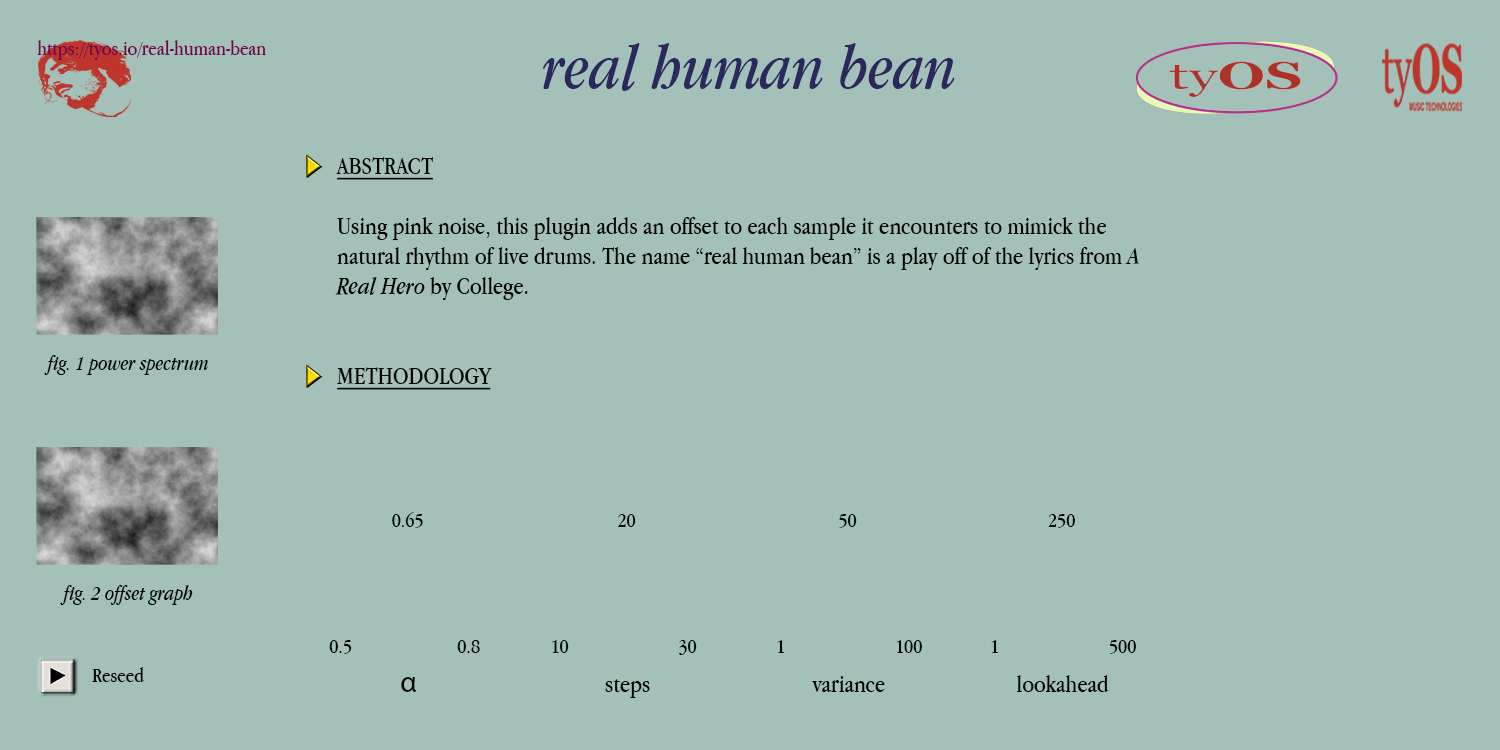 https://tyos.io/real-human-bean
real human bean
tyOS
tyOS
MUSIC TECHNOLOGIES
ABSTRACT
Using pink noise, this plugin adds an offset to each sample it encounters to mimick the
natural rhythm of live drums. The name “real human bean” is a play off of the lyrics from A
Real Hero by College.
fig. 1 power spectrum
METHODOLOGY
0.65 20 50 250
fig. 2 offset graph
0.5 0.8 10 30 1 100 1 500
Reseed
α steps variance lookahead